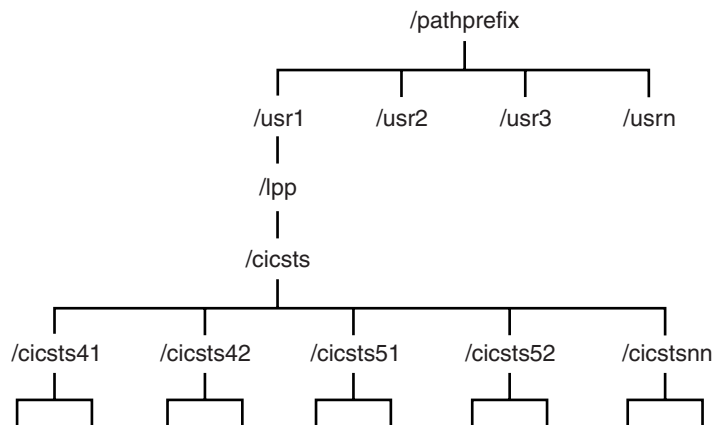 /pathprefix
/usr1 /usr2 /usr3 /usrn
/lpp
/cicsts
/cicsts41 /cicsts42 /cicsts51 /cicsts52 /cicstsnn